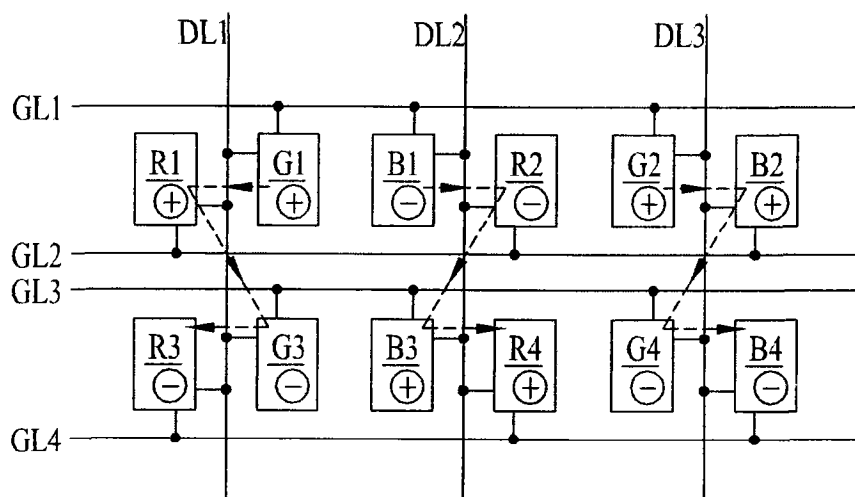 DL1 DL2 DL3
GL1
R1 G1 B1 R2 G2 B2
+ + − − + +
GL2
GL3
R3 G3 B3 R4 G4 B4
− − + + − −
GL4